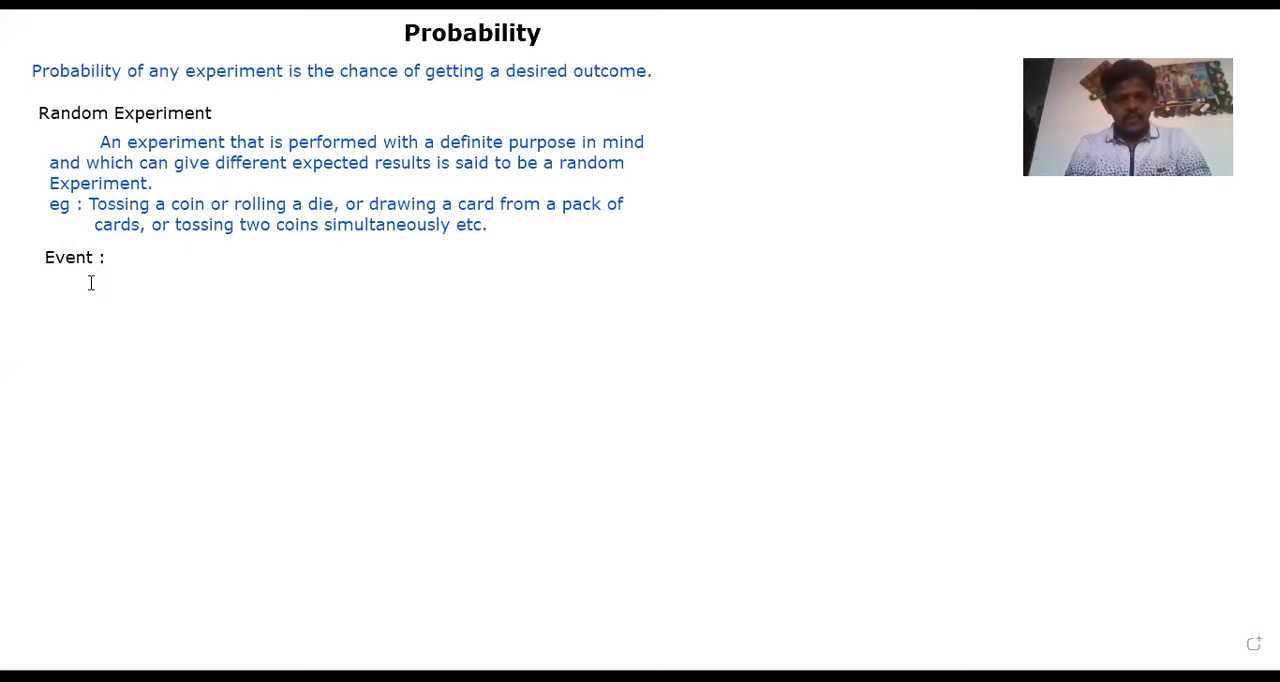 Probability
Probability of any experiment is the chance of getting a desired outcome.
Random Experiment
An experiment that is performed with a definite purpose in mind
and which can give different expected results is said to be a random
Experiment.
eg : Tossing a coin or rolling a die, or drawing a card from a pack of
cards, or tossing two coins simultaneously etc.
Event :